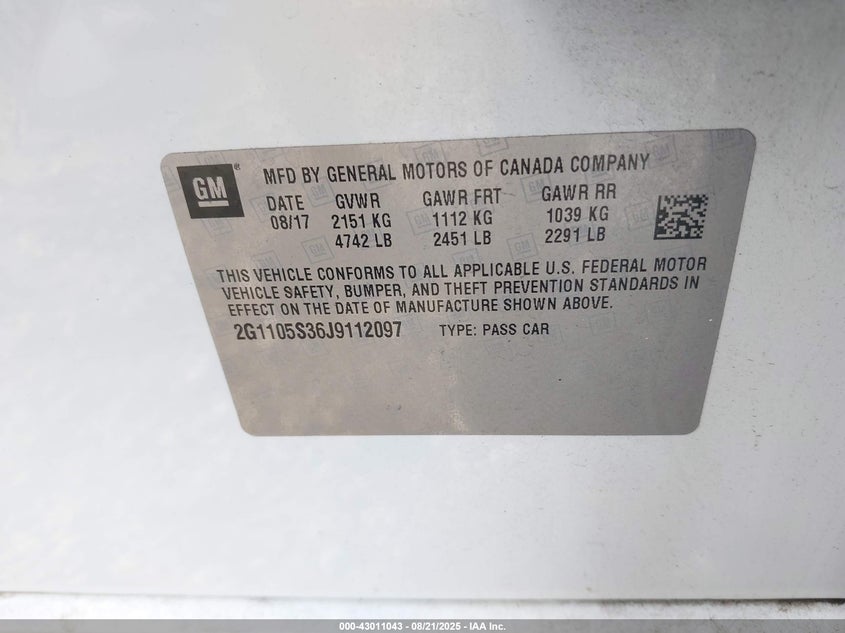 GM
MFD BY GENERAL MOTORS OF CANADA COMPANY
DATE GVWR GAWR FRT GAWR RR
08/17 2151 KG 1112 KG 1039 KG
4742 LB 2451 LB 2291 LB
THIS VEHICLE CONFORMS TO ALL APPLICABLE U.S. FEDERAL MOTOR
VEHICLE SAFETY, BUMPER, AND THEFT PREVENTION STANDARDS IN
EFFECT ON THE DATE OF MANUFACTURE SHOWN ABOVE.
2G1105S36J9112097 TYPE: PASS CAR
000-43011043 - 08/21/2025 - IAA Inc.